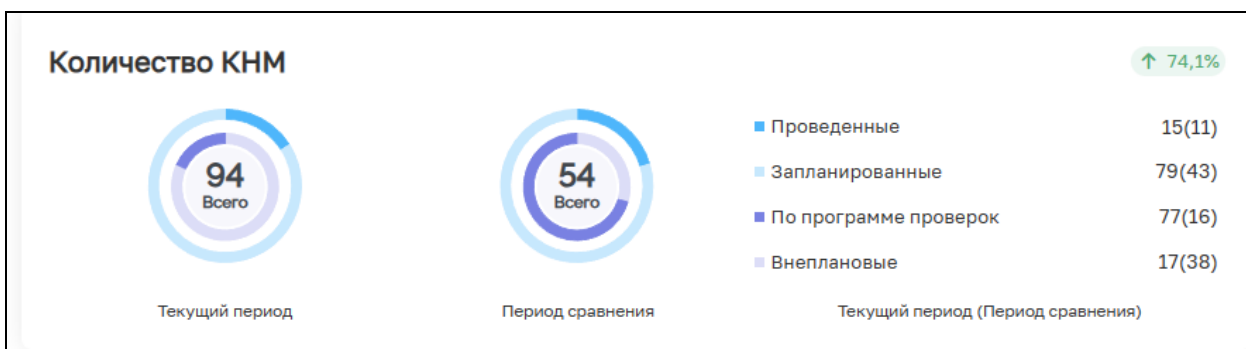 Количество КНМ
↑ 74,1%
94
Всего
54
Всего
Проведенные 15(11)
Запланированные 79(43)
По программе проверок 77(16)
Внеплановые 17(38)
Текущий период
Период сравнения
Текущий период (Период сравнения)